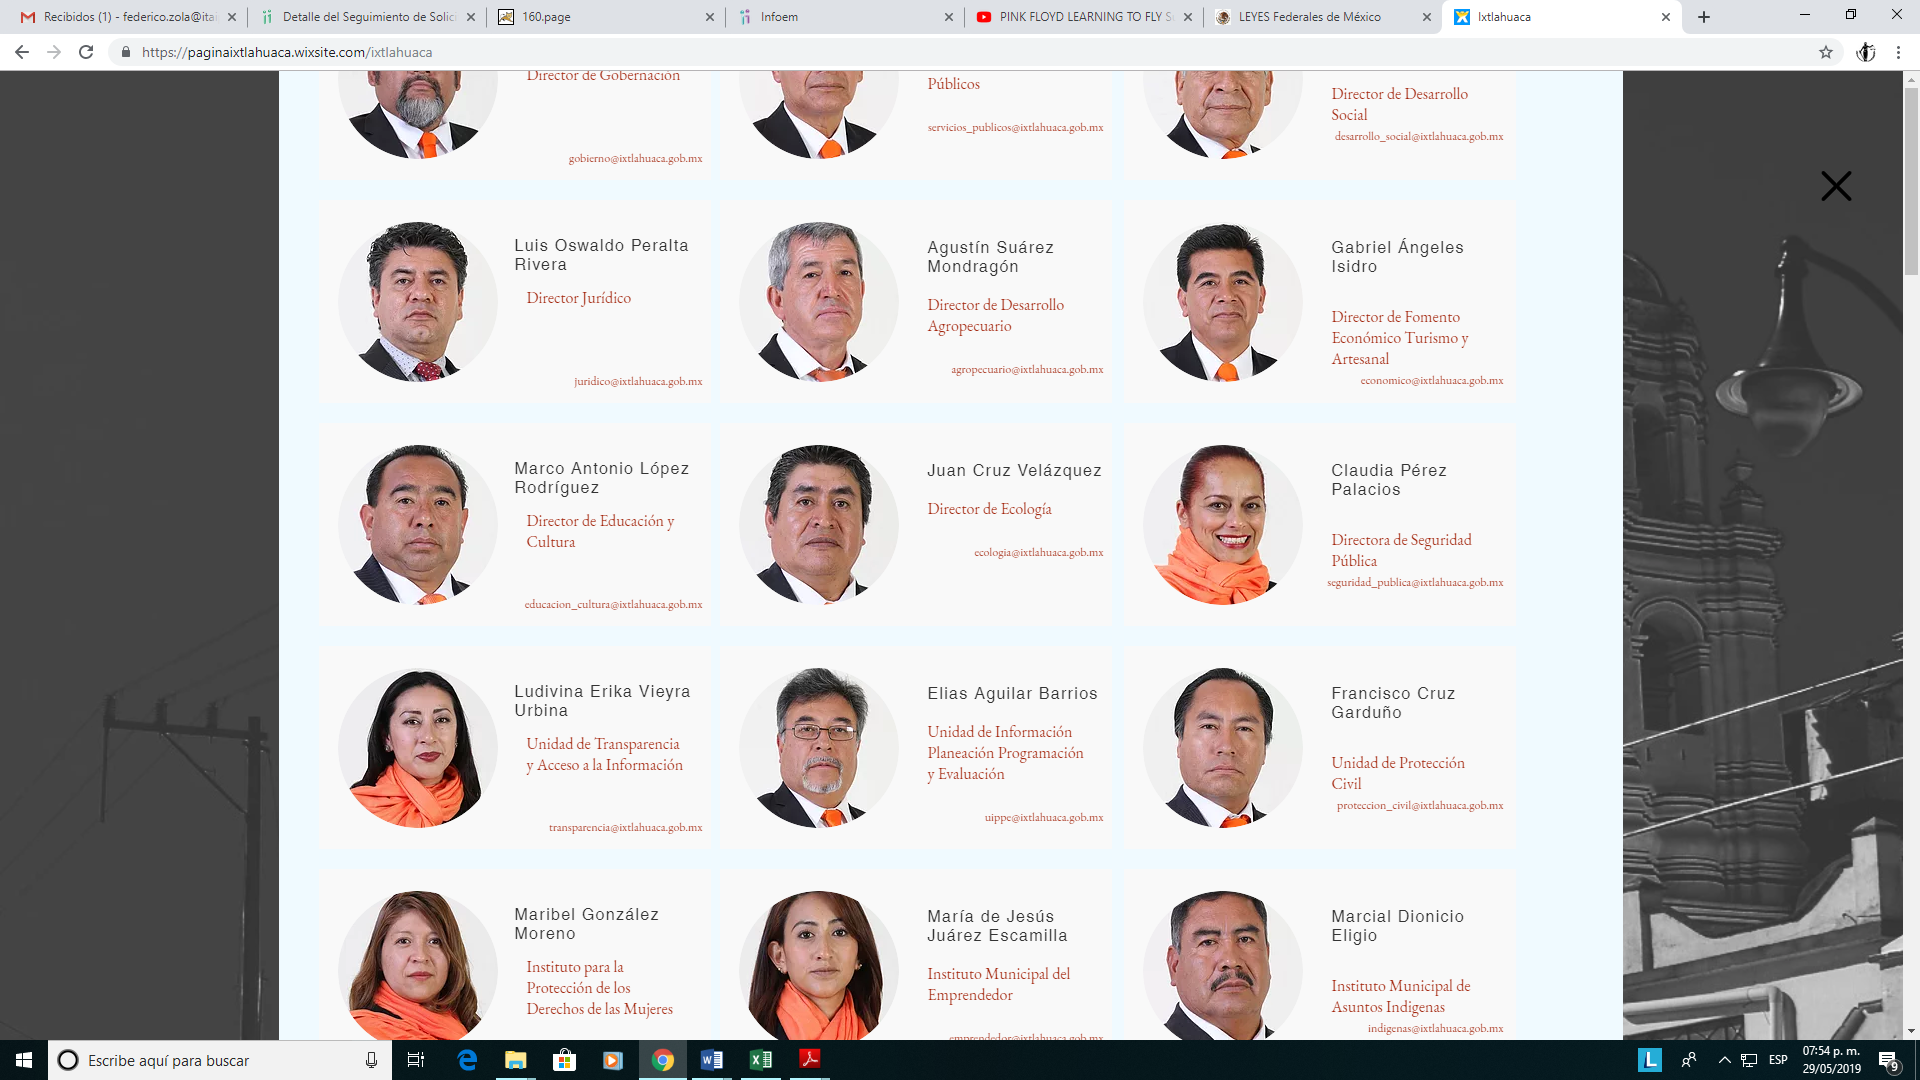 Recibidos (1) - federico.zola@itai
Detalle del Seguimiento de Solici
160.page
Infoem
PINK FLOYD LEARNING TO FLY S
LEYES Federales de México
Ixtlahuaca
https://paginaixtlahuaca.wixsite.com/ixtlahuaca
Director de Gobernación
gobierno@ixtlahuaca.gob.mx
Públicos
servicios_publicos@ixtlahuaca.gob.mx
Director de Desarrollo
Social
desarrollo_social@ixtlahuaca.gob.mx
Luis Oswaldo Peralta
Rivera
Director Jurídico
juridico@ixtlahuaca.gob.mx
Agustín Suárez
Mondragón
Director de Desarrollo
Agropecuario
agropecuario@ixtlahuaca.gob.mx
Gabriel Ángeles
Isidro
Director de Fomento
Económico Turismo y
Artesanal
economico@ixtlahuaca.gob.mx
Marco Antonio López
Rodríguez
Director de Educación y
Cultura
educacion_cultura@ixtlahuaca.gob.mx
Juan Cruz Velázquez
Director de Ecología
ecologia@ixtlahuaca.gob.mx
Claudia Pérez
Palacios
Directora de Seguridad
Pública
seguridad_publica@ixtlahuaca.gob.mx
Ludivina Erika Vieyra
Urbina
Unidad de Transparencia
y Acceso a la Información
transparencia@ixtlahuaca.gob.mx
Elias Aguilar Barrios
Unidad de Información
Planeación Programación
y Evaluación
uippe@ixtlahuaca.gob.mx
Francisco Cruz
Garduño
Unidad de Protección
Civil
proteccion_civil@ixtlahuaca.gob.mx
Maribel González
Moreno
Instituto para la
Protección de los
Derechos de las Mujeres
María de Jesús
Juárez Escamilla
Instituto Municipal del
Emprendedor
emprendedor@ixtlahuaca.gob.mx
Marcial Dionicio
Eligio
Instituto Municipal de
Asuntos Indigenas
indigenas@ixtlahuaca.gob.mx
Escribe aquí para buscar
ESP
07:54 p. m.
29/05/2019
9